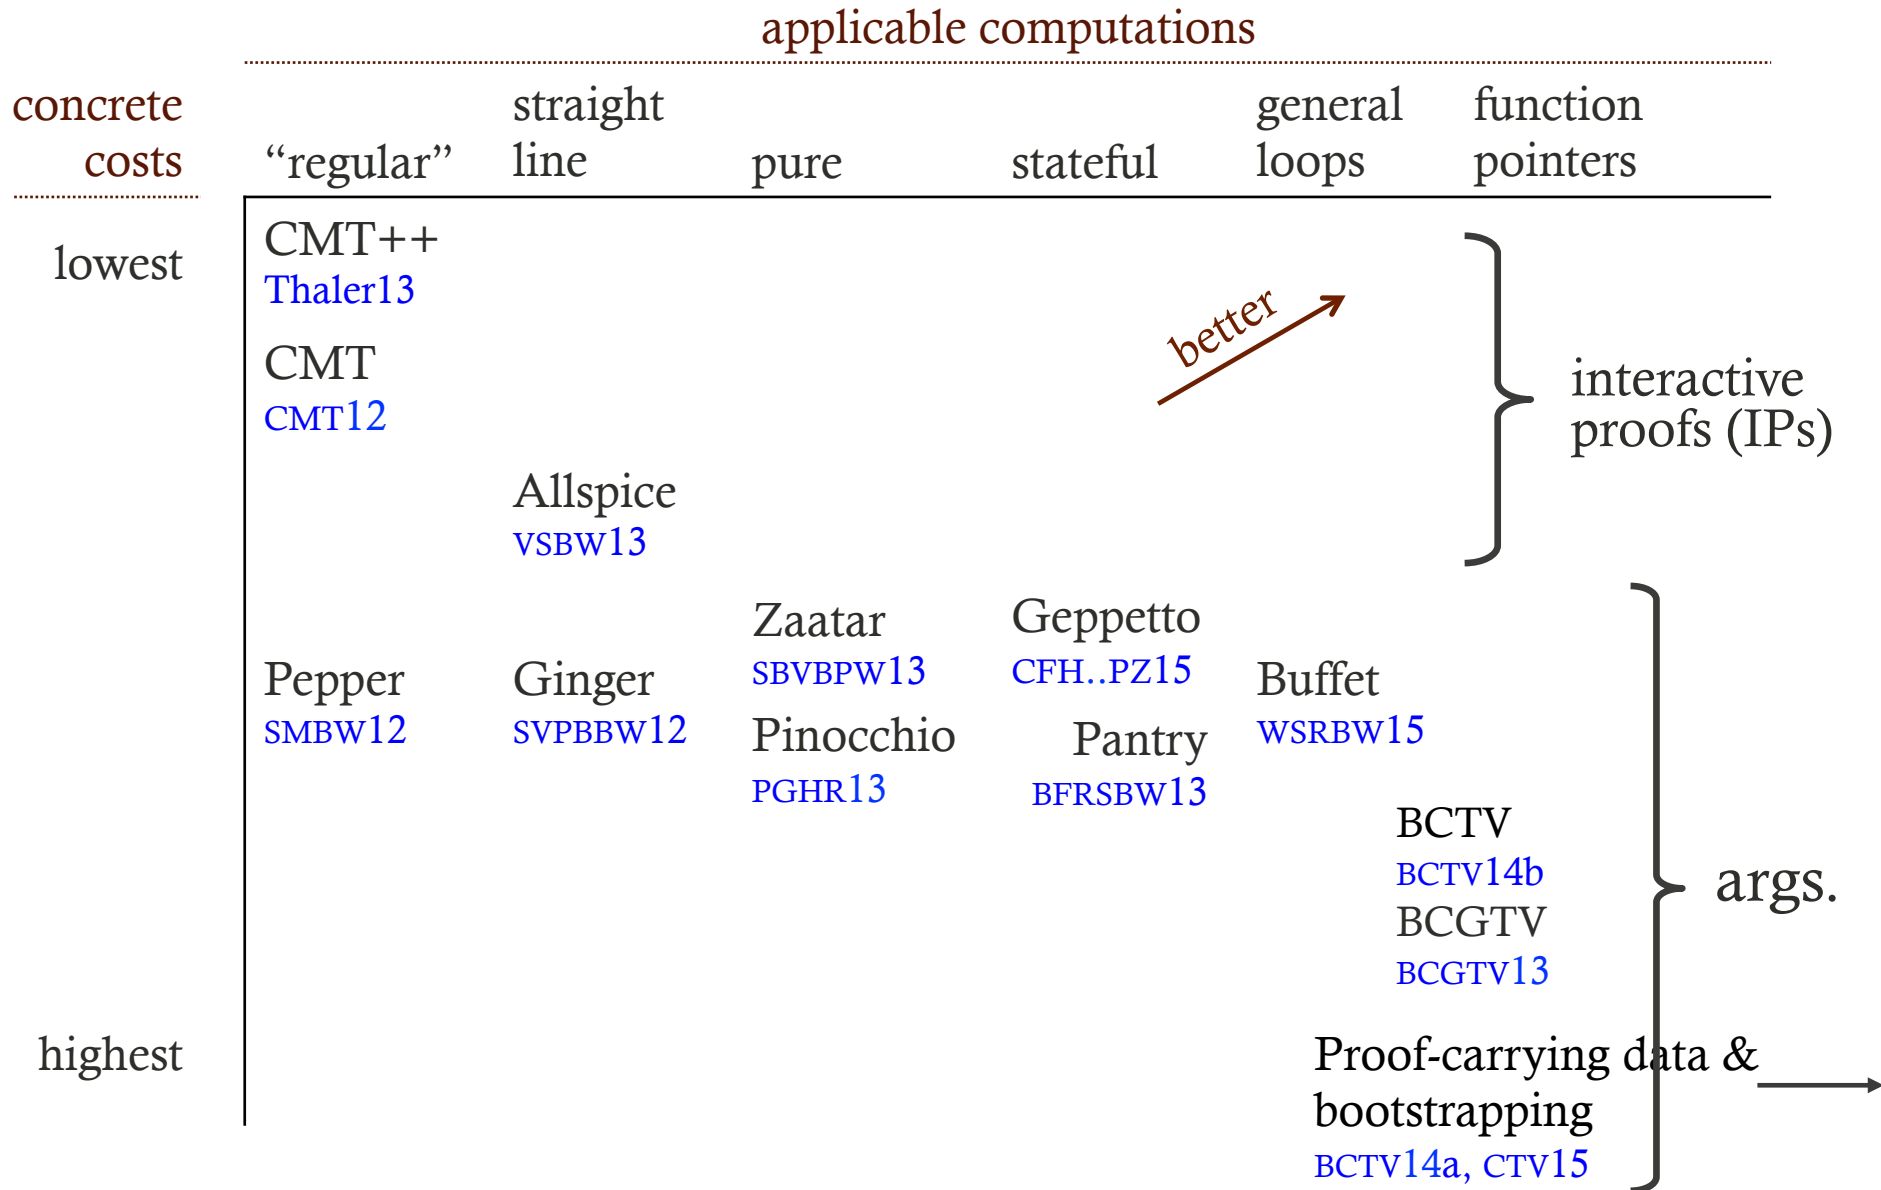 applicable computations
concrete costs
“regular”
straight line
pure
stateful
general loops
function pointers
lowest
CMT++
Thaler13
better
CMT
CMT12
interactive
proofs (IPs)
Allspice
VSBW13
Zaatar
SBVBPW13
Geppetto
CFH..PZ15
Pepper
SMBW12
Ginger
SVPBBW12
Buffet
WSRBW15
Pinocchio
PGHR13
Pantry
BFRSBW13
BCTV
BCTV14b
args.
BCGTV
BCGTV13
highest
Proof-carrying data &
bootstrapping
BCTV14a, CTV15